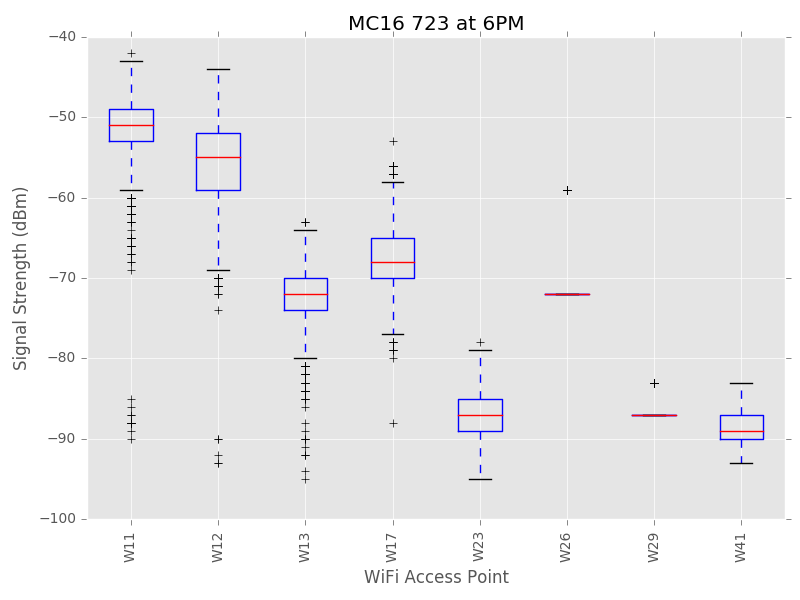 MC16 723 at 6PM
−40
−50
−60
−70
−80
−90
−100
Signal Strength (dBm)
W11 W12 W13 W17 W23 W26 W29 W41
WiFi Access Point